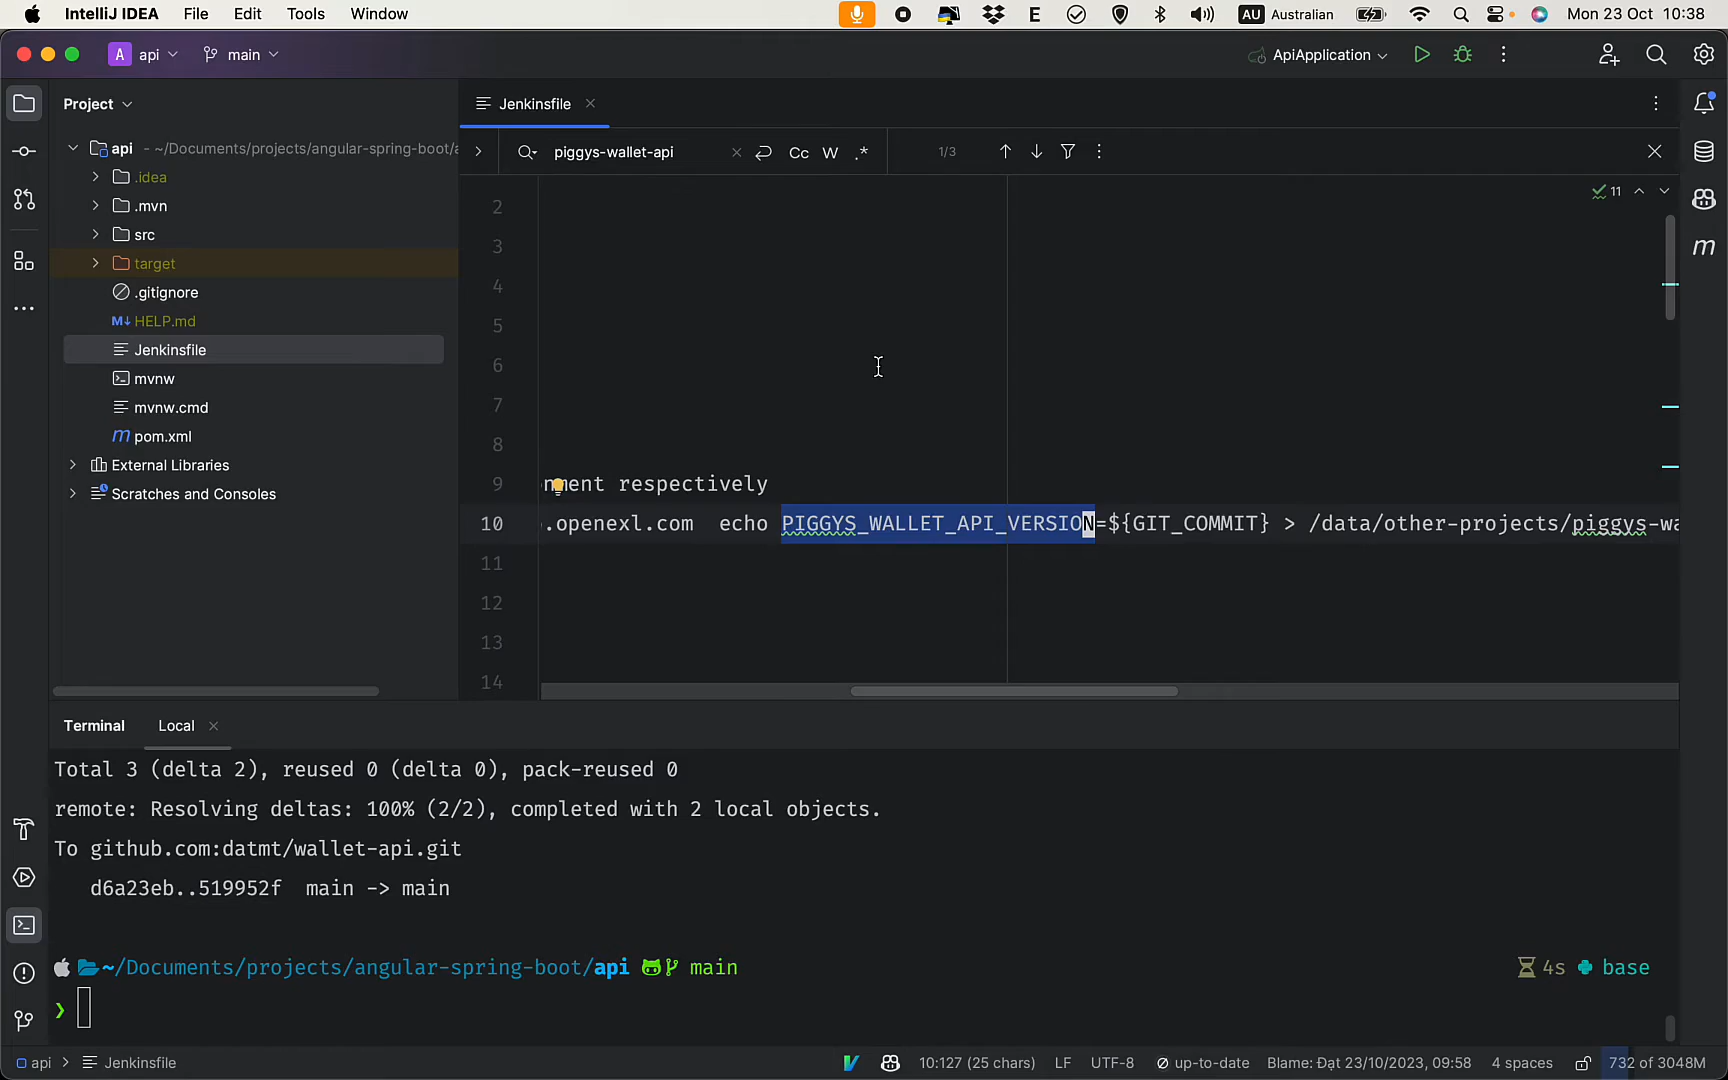 IntelliJ IDEA File Edit Tools Window E AU Australian Mon 23 Oct 10:38
A api main ApiApplication
Project Jenkinsfile
piggys-wallet-api Cc W .* 1/3
api - ~/Documents/projects/angular-spring-boot/a
.idea
.mvn
src
target
.gitignore
M↓ HELP.md
Jenkinsfile
mvnw
mvnw.cmd
m pom.xml
External Libraries
Scratches and Consoles
11
2
3
4
5
6
7
8
9 onment respectively
10 .openexl.com echo PIGGYS_WALLET_API_VERSION=${GIT_COMMIT} > /data/other-projects/piggys-wa
11
12
13
14
m
Terminal Local
Total 3 (delta 2), reused 0 (delta 0), pack-reused 0
remote: Resolving deltas: 100% (2/2), completed with 2 local objects.
To github.com:datmt/wallet-api.git
d6a23eb..519952f main -> main
~/Documents/projects/angular-spring-boot/api main 4s base
❯
api > Jenkinsfile 10:127 (25 chars) LF UTF-8 up-to-date Blame: Đạt 23/10/2023, 09:58 4 spaces 732 of 3048M